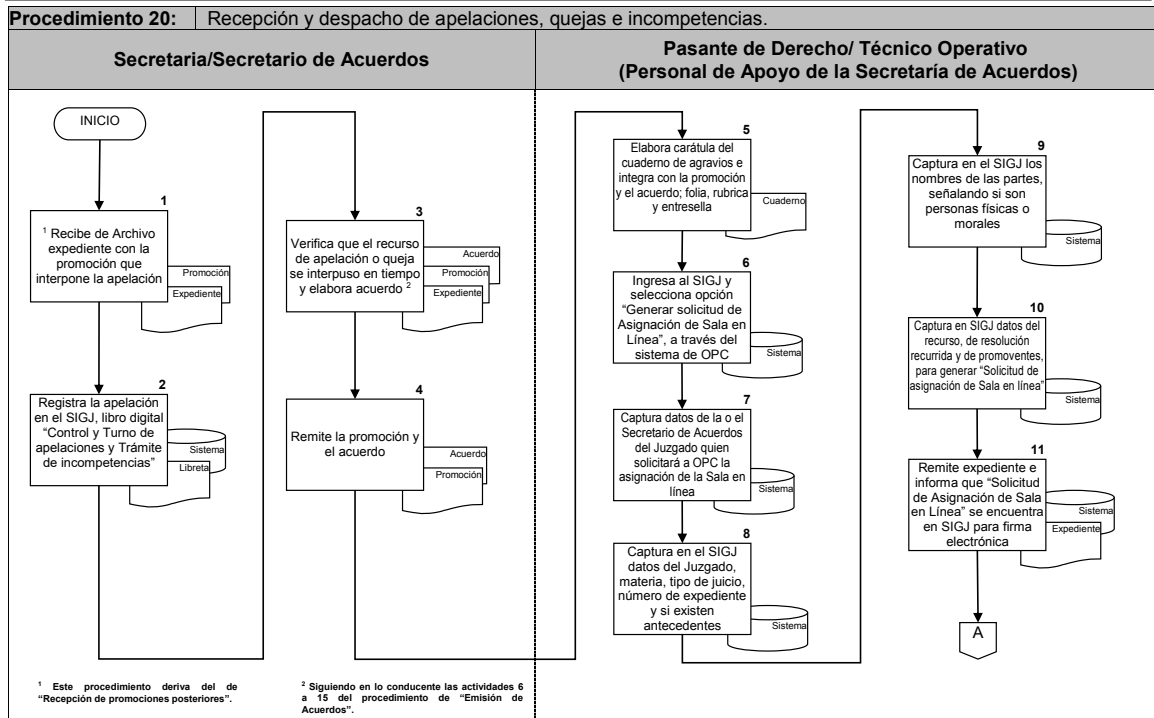 Procedimiento 20: Recepción y despacho de apelaciones, quejas e incompetencias.
Secretaria/Secretario de Acuerdos
Pasante de Derecho/ Técnico Operativo
(Personal de Apoyo de la Secretaría de Acuerdos)
INICIO
1
¹ Recibe de Archivo
expediente con la
promoción que
interpone la apelación
Promoción
Expediente
2
Registra la apelación
en el SIGJ, libro digital
“Control y Turno de
apelaciones y Trámite
de incompetencias”
Sistema
Libreta
3
Verifica que el recurso
de apelación o queja
se interpuso en tiempo
y elabora acuerdo ²
Acuerdo
Promoción
Expediente
4
Remite la promoción y
el acuerdo
Acuerdo
Promoción
5
Elabora carátula del
cuaderno de agravios e
integra con la promoción
y el acuerdo; folia, rubrica
y entresella
Cuaderno
6
Ingresa al SIGJ y
selecciona opción
“Generar solicitud de
Asignación de Sala en
Línea”, a través del
sistema de OPC
Sistema
7
Captura datos de la o el
Secretario de Acuerdos
del Juzgado quien
solicitará a OPC la
asignación de la Sala en
línea
Sistema
8
Captura en el SIGJ
datos del Juzgado,
materia, tipo de juicio,
número de expediente
y si existen
antecedentes
Sistema
9
Captura en el SIGJ los
nombres de las partes,
señalando si son
personas físicas o
morales
Sistema
10
Captura en SIGJ datos del
recurso, de resolución
recurrida y de promoventes,
para generar “Solicitud de
asignación de Sala en línea”
Sistema
11
Remite expediente e
informa que “Solicitud
de Asignación de Sala
en Línea” se encuentra
en SIGJ para firma
electrónica
Sistema
Expediente
A
¹ Este procedimiento deriva del de
“Recepción de promociones posteriores”.
² Siguiendo en lo conducente las actividades 6
a 15 del procedimiento de “Emisión de
Acuerdos”.